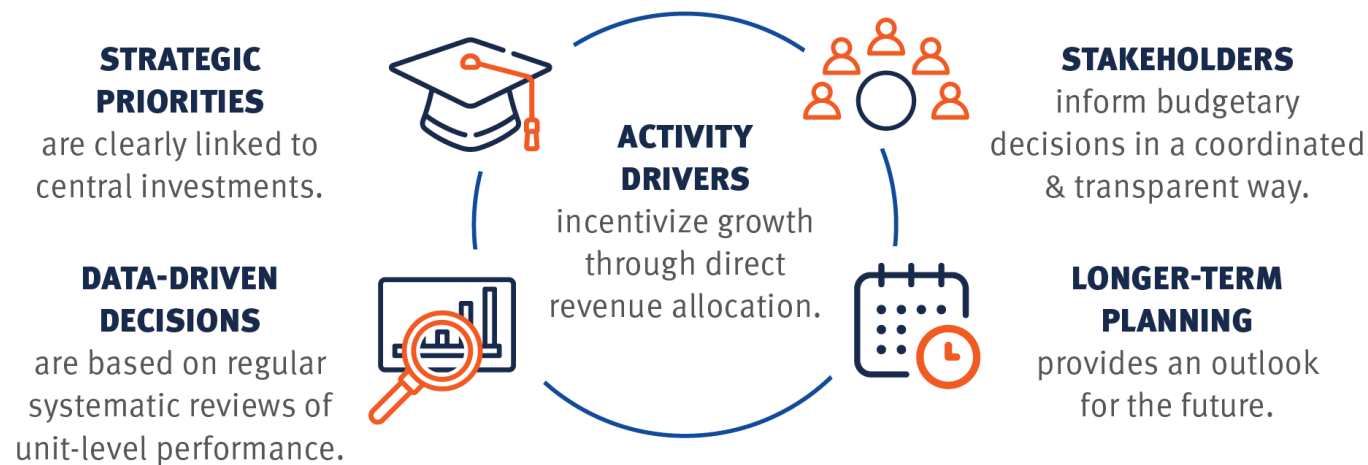 STRATEGIC
PRIORITIES
are clearly linked to
central investments.
DATA-DRIVEN
DECISIONS
are based on regular
systematic reviews of
unit-level performance.
ACTIVITY
DRIVERS
incentivize growth
through direct
revenue allocation.
STAKEHOLDERS
inform budgetary
decisions in a coordinated
& transparent way.
LONGER-TERM
PLANNING
provides an outlook
for the future.